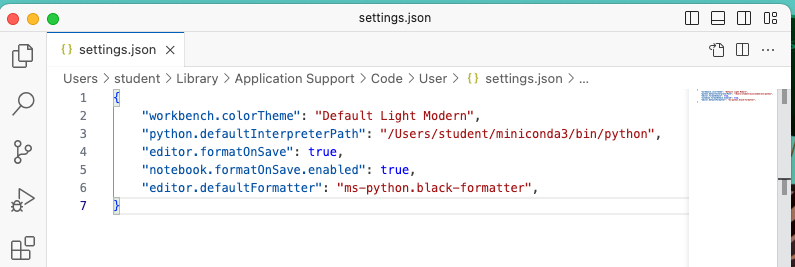 settings.json
{} settings.json ×
Users > student > Library > Application Support > Code > User > {} settings.json > ...
1 {
2 "workbench.colorTheme": "Default Light Modern",
3 "python.defaultInterpreterPath": "/Users/student/miniconda3/bin/python",
4 "editor.formatOnSave": true,
5 "notebook.formatOnSave.enabled": true,
6 "editor.defaultFormatter": "ms-python.black-formatter",
7 }